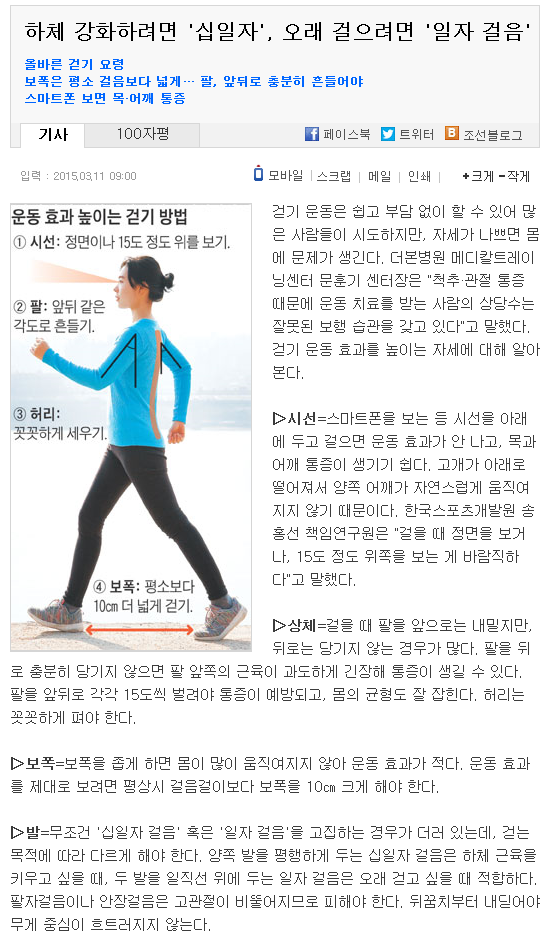 하체 강화하려면 '십일자', 오래 걸으려면 '일자 걸음'
올바른 걷기 요령
보폭은 평소 걸음보다 넓게… 팔, 앞뒤로 충분히 흔들어야
스마트폰 보면 목·어깨 통증
기사
100자평
페이스북
트위터
조선블로그
입력 : 2015.03.11 09:00
모바일
스크랩
메일
인쇄
+크게 -작게
운동 효과 높이는 걷기 방법
① 시선: 정면이나 15도 정도 위를 보기.
② 팔: 앞뒤 같은
각도로 흔들기.
③ 허리:
꼿꼿하게 세우기.
④ 보폭: 평소보다
10cm 더 넓게 걷기.
걷기 운동은 쉽고 부담 없이 할 수 있어 많
은 사람들이 시도하지만, 자세가 나쁘면 몸
에 문제가 생긴다. 더본병원 메디칼트레이
닝센터 문훈기 센터장은 "척추·관절 통증
때문에 운동 치료를 받는 사람의 상당수는
잘못된 보행 습관을 갖고 있다"고 말했다.
걷기 운동 효과를 높이는 자세에 대해 알아
본다.
▷시선=스마트폰을 보는 등 시선을 아래
에 두고 걸으면 운동 효과가 안 나고, 목과
어깨 통증이 생기기 쉽다. 고개가 아래로
떨어져서 양쪽 어깨가 자연스럽게 움직여
지지 않기 때문이다. 한국스포츠개발원 송
홍선 책임연구원은 "걸을 때 정면을 보거
나, 15도 정도 위쪽을 보는 게 바람직하
다"고 말했다.
▷상체=걸을 때 팔을 앞으로는 내밀지만,
뒤로는 당기지 않는 경우가 많다. 팔을 뒤
로 충분히 당기지 않으면 팔 앞쪽의 근육이 과도하게 긴장해 통증이 생길 수 있다.
팔을 앞뒤로 각각 15도씩 벌려야 통증이 예방되고, 몸의 균형도 잘 잡힌다. 허리는
꼿꼿하게 펴야 한다.
▷보폭=보폭을 좁게 하면 몸이 많이 움직여지지 않아 운동 효과가 적다. 운동 효과
를 제대로 보려면 평상시 걸음걸이보다 보폭을 10㎝ 크게 해야 한다.
▷발=무조건 '십일자 걸음' 혹은 '일자 걸음'을 고집하는 경우가 더러 있는데, 걷는
목적에 따라 다르게 해야 한다. 양쪽 발을 평행하게 두는 십일자 걸음은 하체 근육을
키우고 싶을 때, 두 발을 일직선 위에 두는 일자 걸음은 오래 걷고 싶을 때 적합하다.
팔자걸음이나 안장걸음은 고관절이 비뚤어지므로 피해야 한다. 뒤꿈치부터 내딛어야
무게 중심이 흐트러지지 않는다.